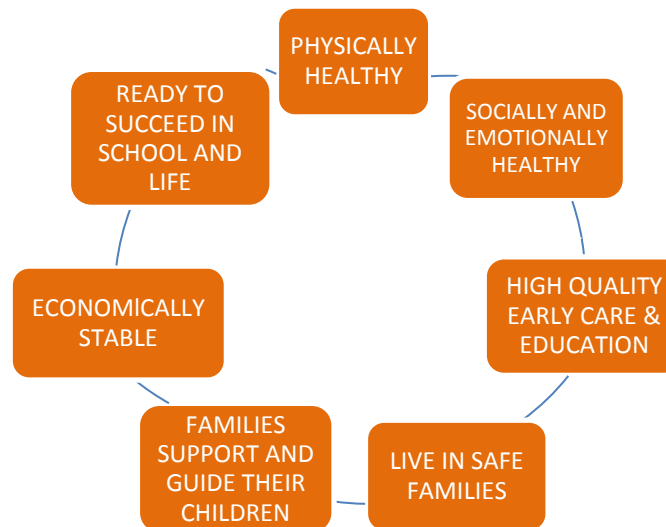 PHYSICALLY
HEALTHY
SOCIALLY AND
EMOTIONALLY
HEALTHY
HIGH QUALITY
EARLY CARE &
EDUCATION
LIVE IN SAFE
FAMILIES
FAMILIES
SUPPORT AND
GUIDE THEIR
CHILDREN
ECONOMICALLY
STABLE
READY TO
SUCCEED IN
SCHOOL AND
LIFE